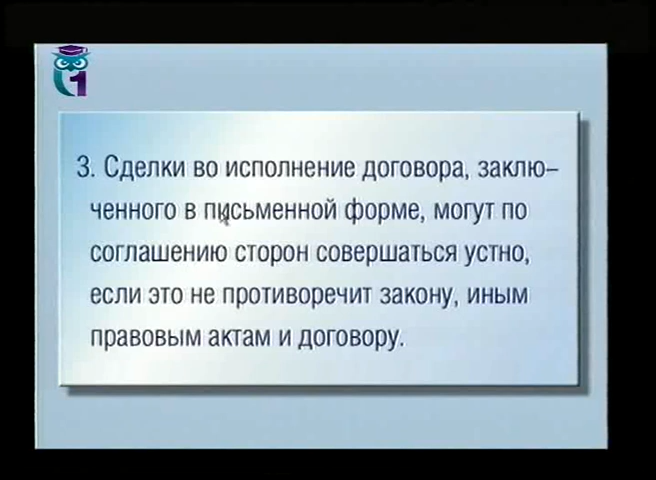 1
3. Сделки во исполнение договора, заклю–
ченного в письменной форме, могут по
соглашению сторон совершаться устно,
если это не противоречит закону, иным
правовым актам и договору.